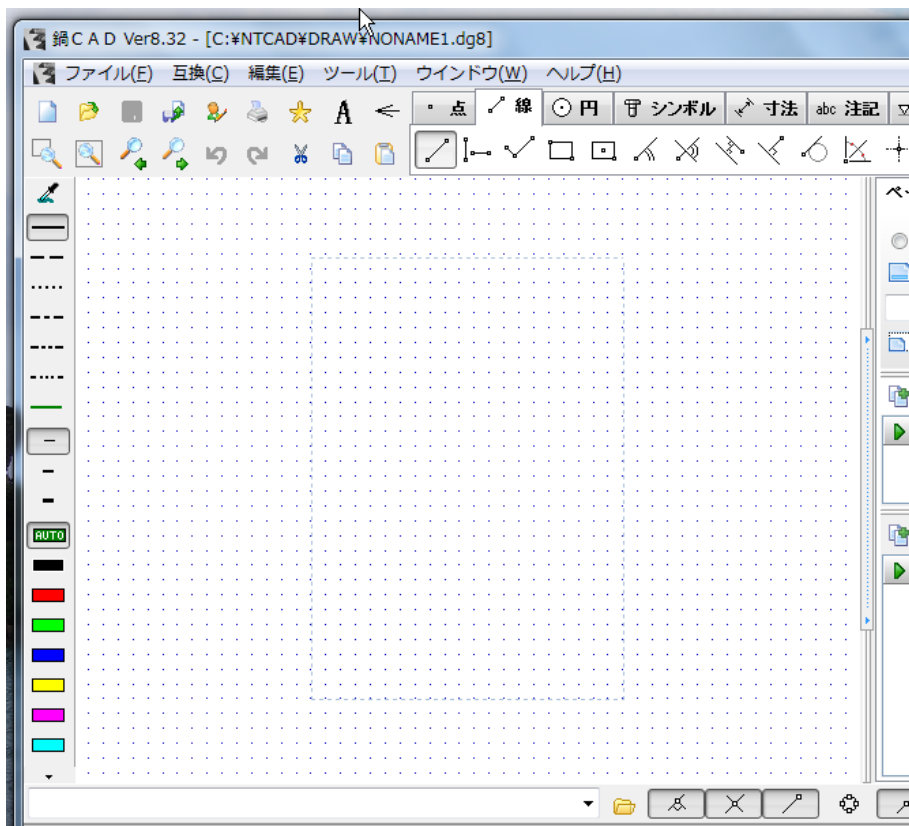 鍋CAD Ver8.32 - [C:¥NTCAD¥DRAW¥NONAME1.dg8]
ファイル(F) 互換(C) 編集(E) ツール(T) ウインドウ(W) ヘルプ(H)
A 点 線 円 シンボル 寸法 abc 注記
AUTO